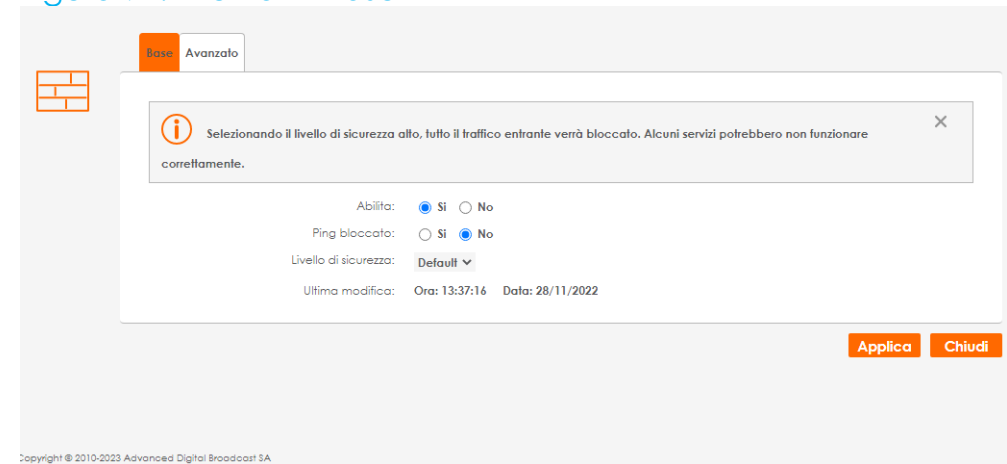 Base Avanzato
Selezionando il livello di sicurezza alto, tutto il traffico entrante verrà bloccato. Alcuni servizi potrebbero non funzionare
correttamente.
Abilita: Si No
Ping bloccato: Si No
Livello di sicurezza: Default
Ultima modifica: Ora: 13:37:16 Data: 28/11/2022
Applica Chiudi
Copyright © 2010-2023 Advanced Digital Broadcast SA